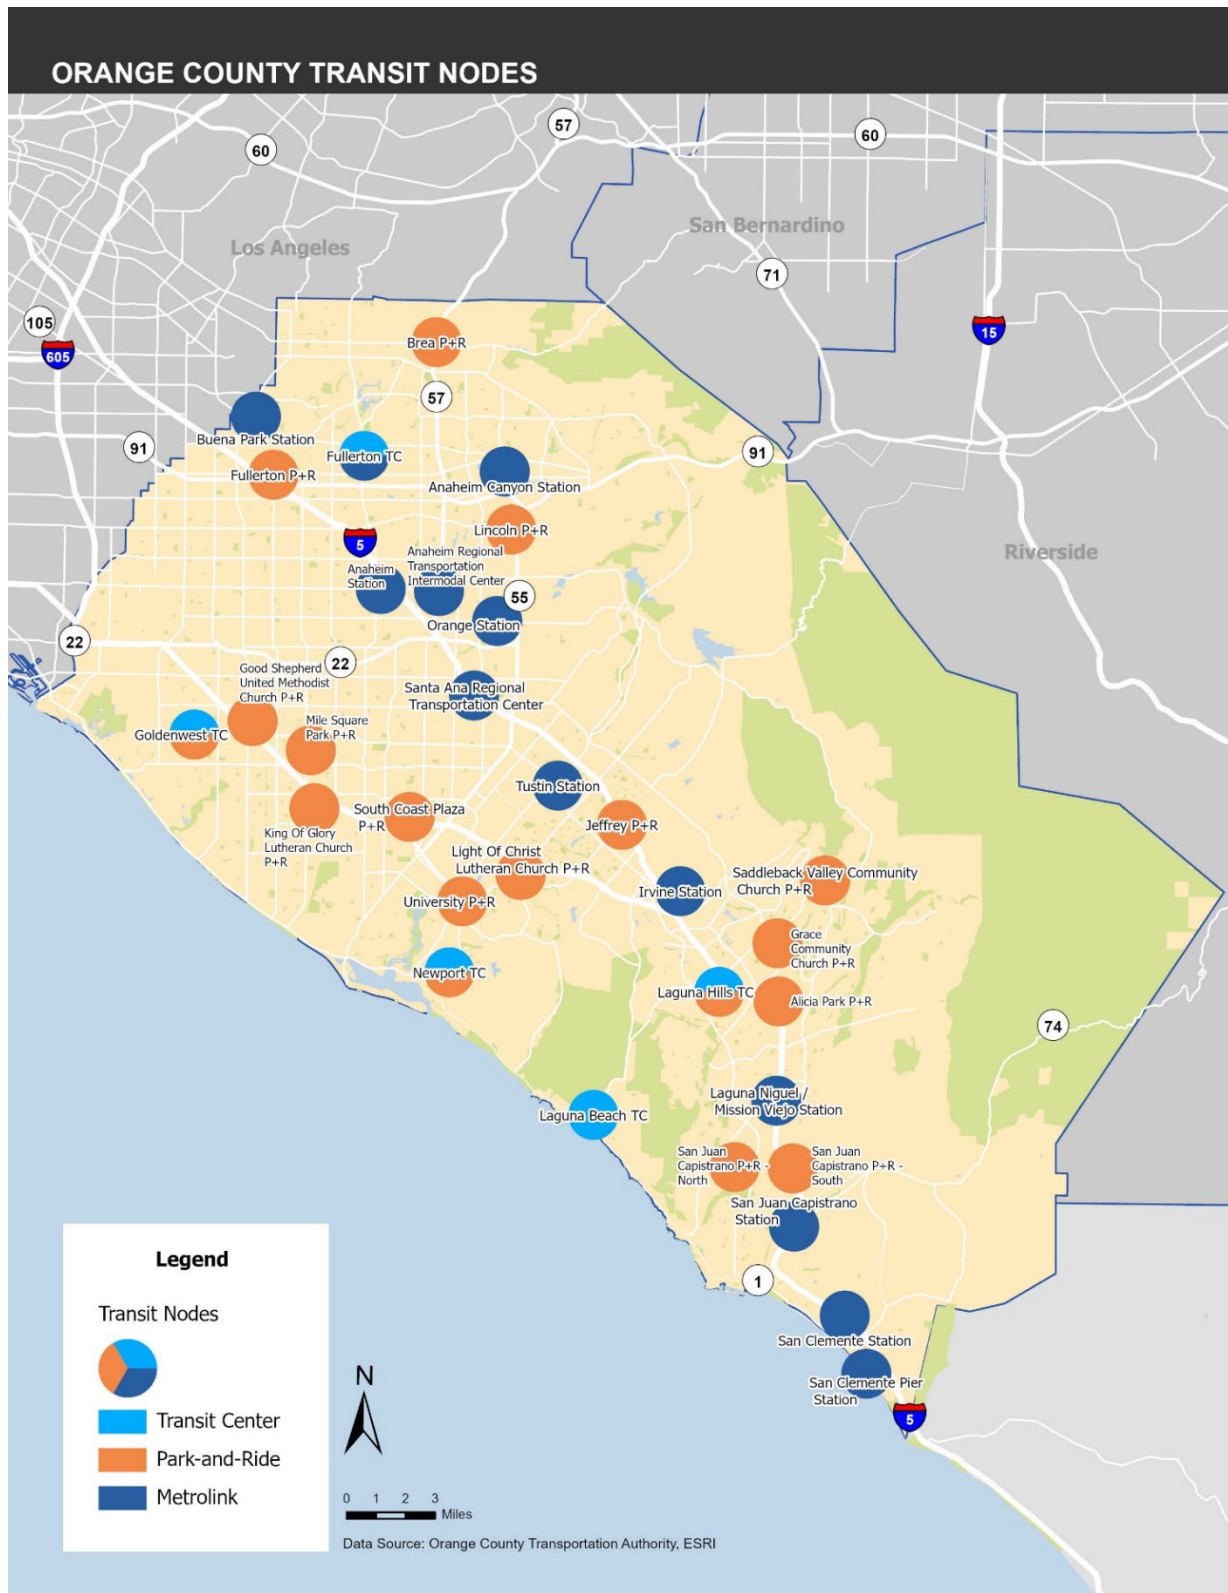 ORANGE COUNTY TRANSIT NODES
57
60
60
Los Angeles
San Bernardino
71
105
605
15
Brea P+R
57
Buena Park Station
91
Fullerton TC
91
Fullerton P+R
Anaheim Canyon Station
Lincoln P+R
5
Riverside
Anaheim
Station
Anaheim Regional
Transportation
Intermodal Center
55
Orange Station
22
22
Good Shepherd
United Methodist
Church P+R
Santa Ana Regional
Transportation Center
Goldenwest TC
Mile Square
Park P+R
Tustin Station
South Coast Plaza
P+R
Jeffrey P+R
King Of Glory
Lutheran Church
P+R
Light Of Christ
Lutheran Church P+R
Saddleback Valley Community
Church P+R
Irvine Station
University P+R
Grace
Community
Church P+R
Newport TC
Laguna Hills TC
Alicia Park P+R
74
Laguna Niguel /
Mission Viejo Station
Laguna Beach TC
San Juan
Capistrano P+R -
North
San Juan
Capistrano P+R -
South
San Juan Capistrano
Station
1
San Clemente Station
San Clemente Pier
Station
5
Legend
Transit Nodes
Transit Center
Park-and-Ride
Metrolink
N
0 1 2 3
Miles
Data Source: Orange County Transportation Authority, ESRI